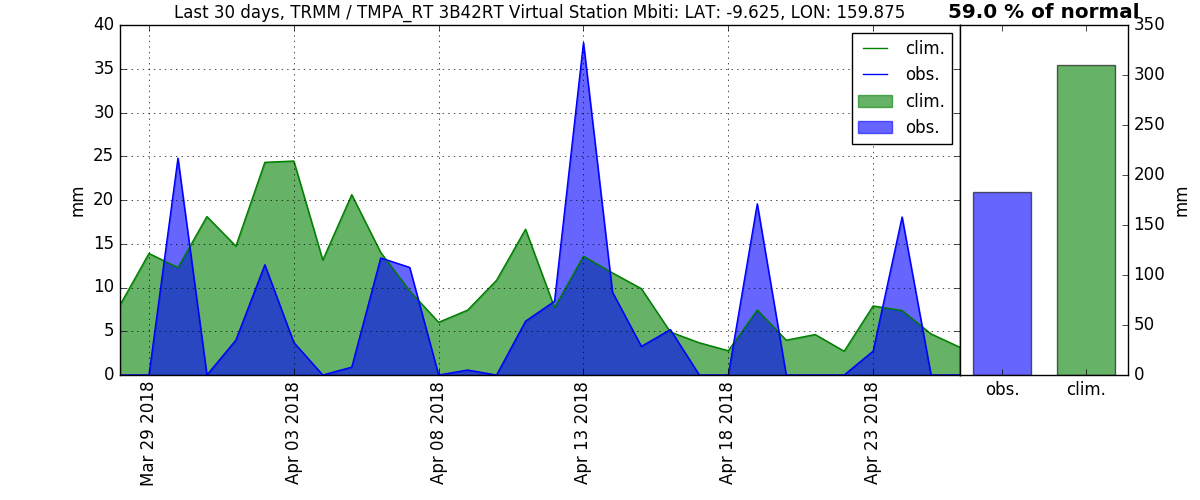 Last 30 days, TRMM / TMPA_RT 3B42RT Virtual Station Mbiti: LAT: -9.625, LON: 159.875
59.0 % of normal
40
35
30
25
20
15
10
5
0
mm
clim.
obs.
clim.
obs.
Mar 29 2018
Apr 03 2018
Apr 08 2018
Apr 13 2018
Apr 18 2018
Apr 23 2018
350
300
250
200
150
100
50
0
mm
obs.
clim.